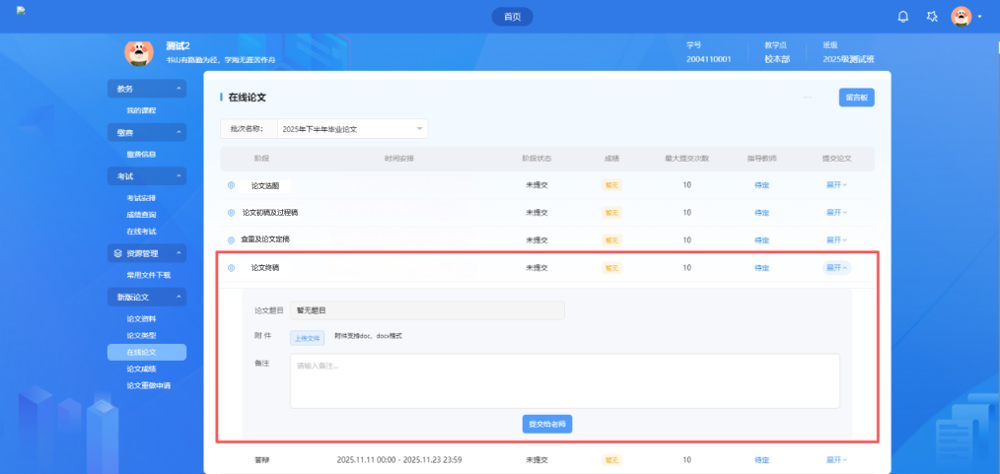 首页
测试2
书山有路勤为径，学海无涯苦作舟
学号
2004110001
教学点
校本部
班级
2025级测试班
教务
我的课程
缴费
缴费信息
考试
考试安排
成绩查询
在线考试
资源管理
常用文件下载
新版论文
论文资料
论文类型
在线论文
论文成绩
论文重做申请
在线论文
留言板
批次名称：
2025年下半年毕业论文
阶段 时间安排 阶段状态 成绩 最大提交次数 指导教师 提交论文
论文选题 未提交 暂无 10 待定 展开
论文初稿及过程稿 未提交 暂无 10 待定 展开
查重及论文定稿 未提交 暂无 10 待定 展开
论文终稿 未提交 暂无 10 待定 展开
论文题目 暂无题目
附 件 上传文件 附件支持doc、docx格式
备注 请输入备注...
提交给老师
答辩 2025.11.11 00:00 - 2025.11.23 23:59 未提交 暂无 10 待定 展开